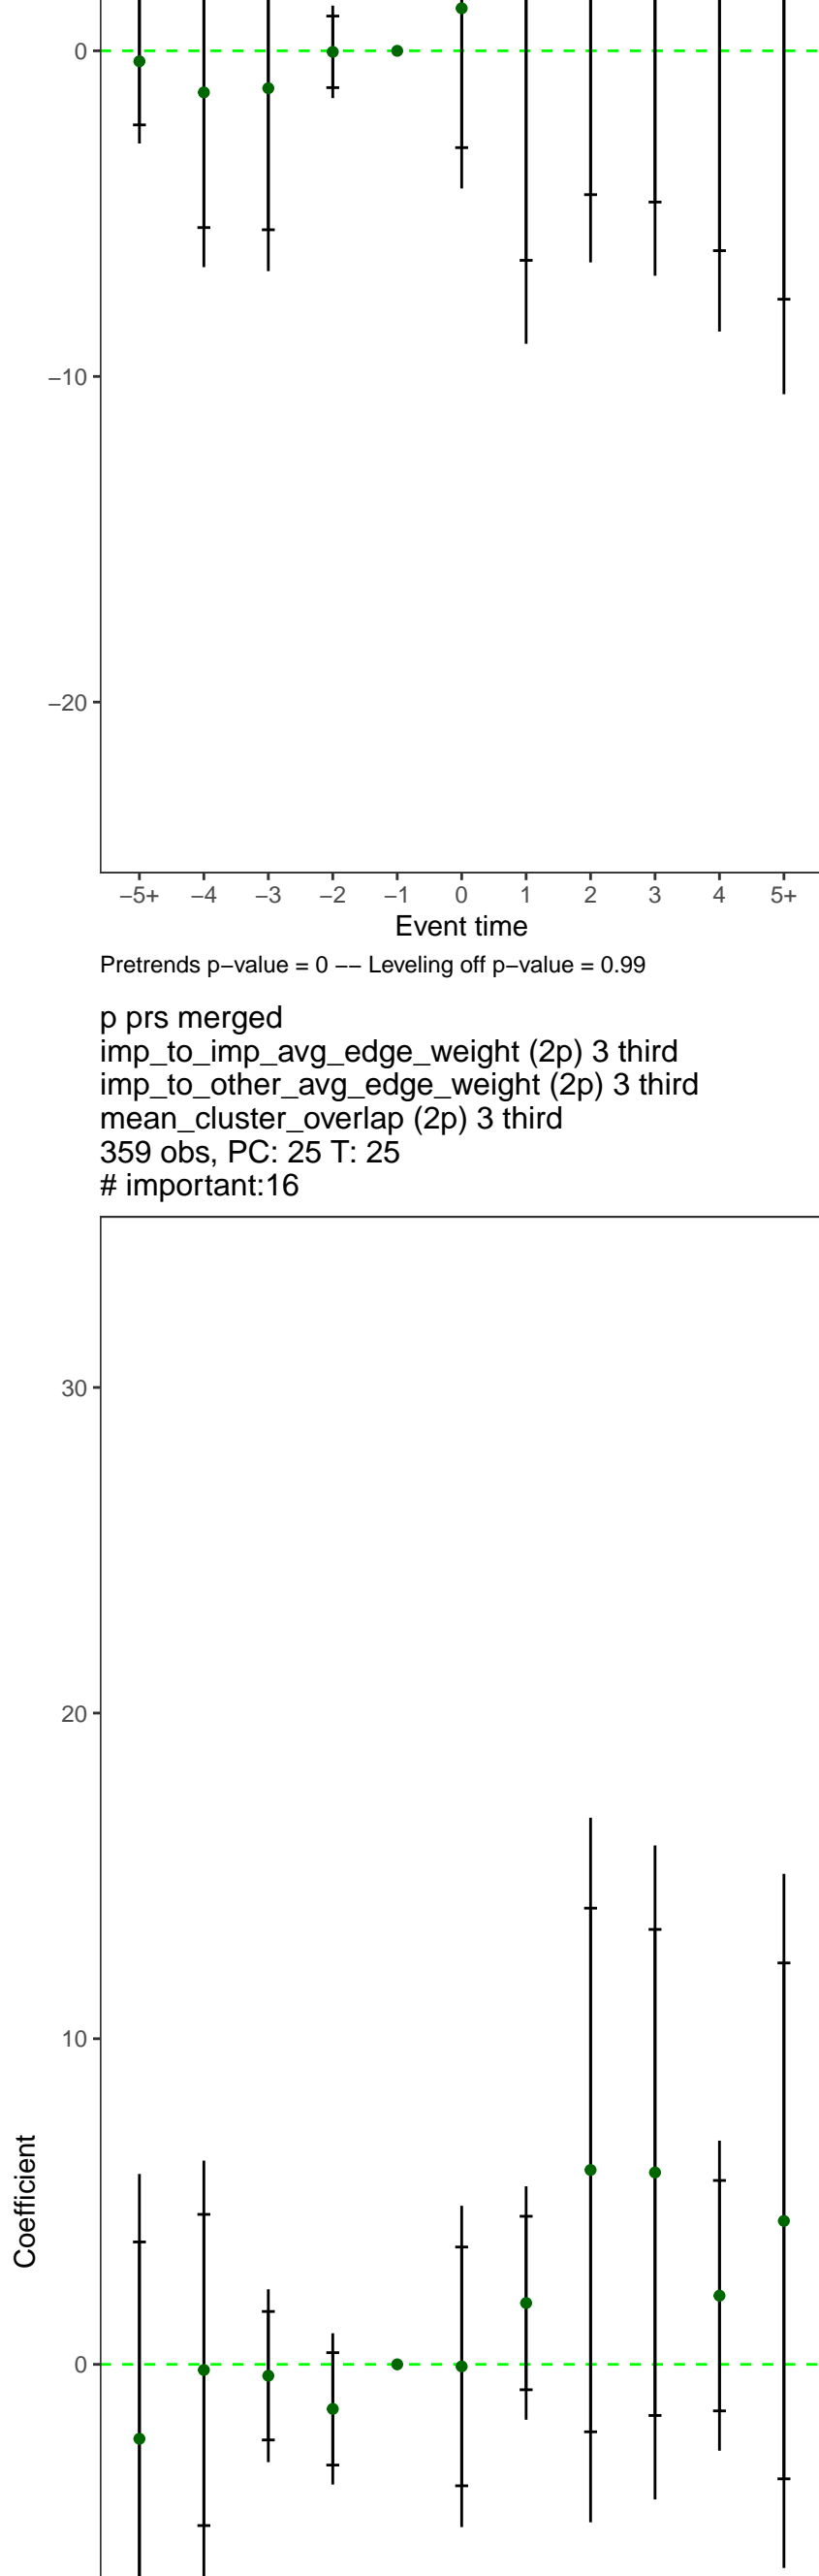 0
−10
−20
−5+ −4 −3 −2 −1 0 1 2 3 4 5+
Event time
Pretrends p−value = 0 −− Leveling off p−value = 0.99
p prs merged
imp_to_imp_avg_edge_weight (2p) 3 third
imp_to_other_avg_edge_weight (2p) 3 third
mean_cluster_overlap (2p) 3 third
359 obs, PC: 25 T: 25
# important:16
30
20
10
Coefficient
0